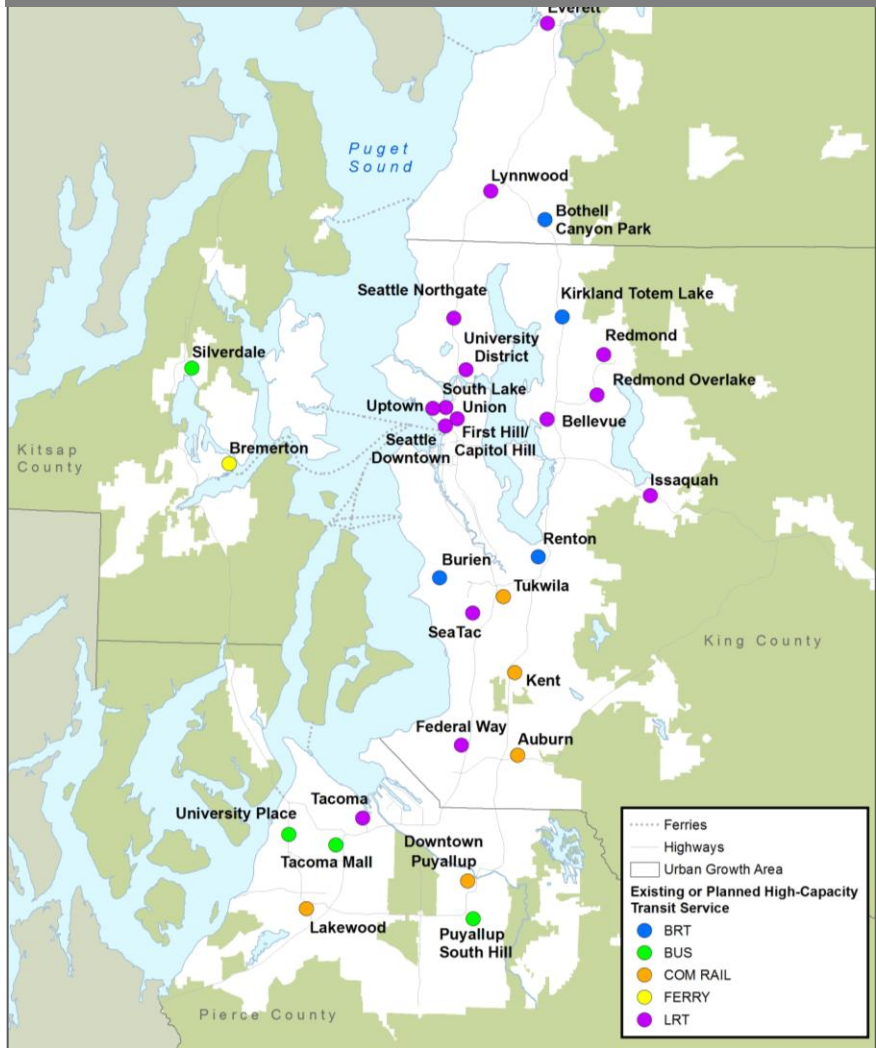 Everett
Puget
Sound
Lynnwood
Bothell
Canyon Park
Seattle Northgate
Kirkland Totem Lake
University
District
Redmond
Silverdale
South Lake
Union
Redmond Overlake
Uptown
First Hill/
Capitol Hill
Bellevue
Seattle
Downtown
Kitsap
County
Bremerton
Issaquah
Renton
Burien
Tukwila
SeaTac
King County
Kent
Federal Way
Auburn
Tacoma
University Place
Tacoma Mall
Downtown
Puyallup
Lakewood
Puyallup
South Hill
Pierce County
Ferries
Highways
Urban Growth Area
Existing or Planned High-Capacity
Transit Service
BRT
BUS
COM RAIL
FERRY
LRT